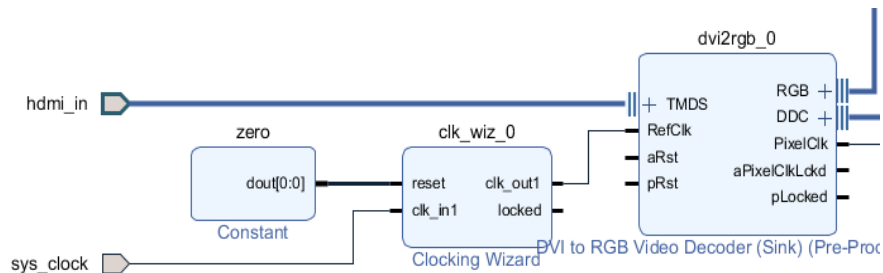 dvi2rgb_0
hdmi_in
TMDS
RGB
DDC
RefClk
PixelClk
aRst
aPixelClkLckd
pRst
pLocked
DVI to RGB Video Decoder (Sink) (Pre-Proc
zero
dout[0:0]
Constant
clk_wiz_0
reset
clk_out1
clk_in1
locked
Clocking Wizard
sys_clock